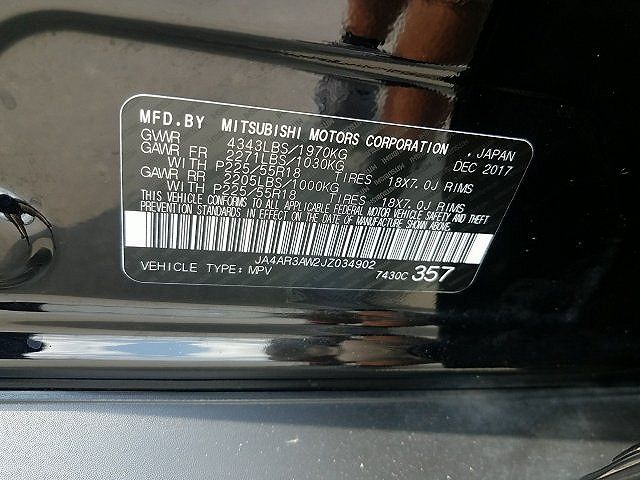 MFD.BY MITSUBISHI MOTORS CORPORATION , JAPAN
GVWR 4343LBS/1970KG DEC 2017
GAWR FR 2271LBS/1030KG
WITH P225/55R18 TIRES 18X7.0J RIMS
GAWR RR 2205LBS/1000KG
WITH P225/55R18 TIRES 18X7.0J RIMS
THIS VEHICLE CONFORMS TO ALL APPLICABLE FEDERAL MOTOR VEHICLE SAFETY AND THEFT
PREVENTION STANDARDS IN EFFECT ON THE DATE OF MANUFACTURE SHOWN ABOVE.
JA4AR3AW2JZ034902
VEHICLE TYPE:MPV 7430C 357